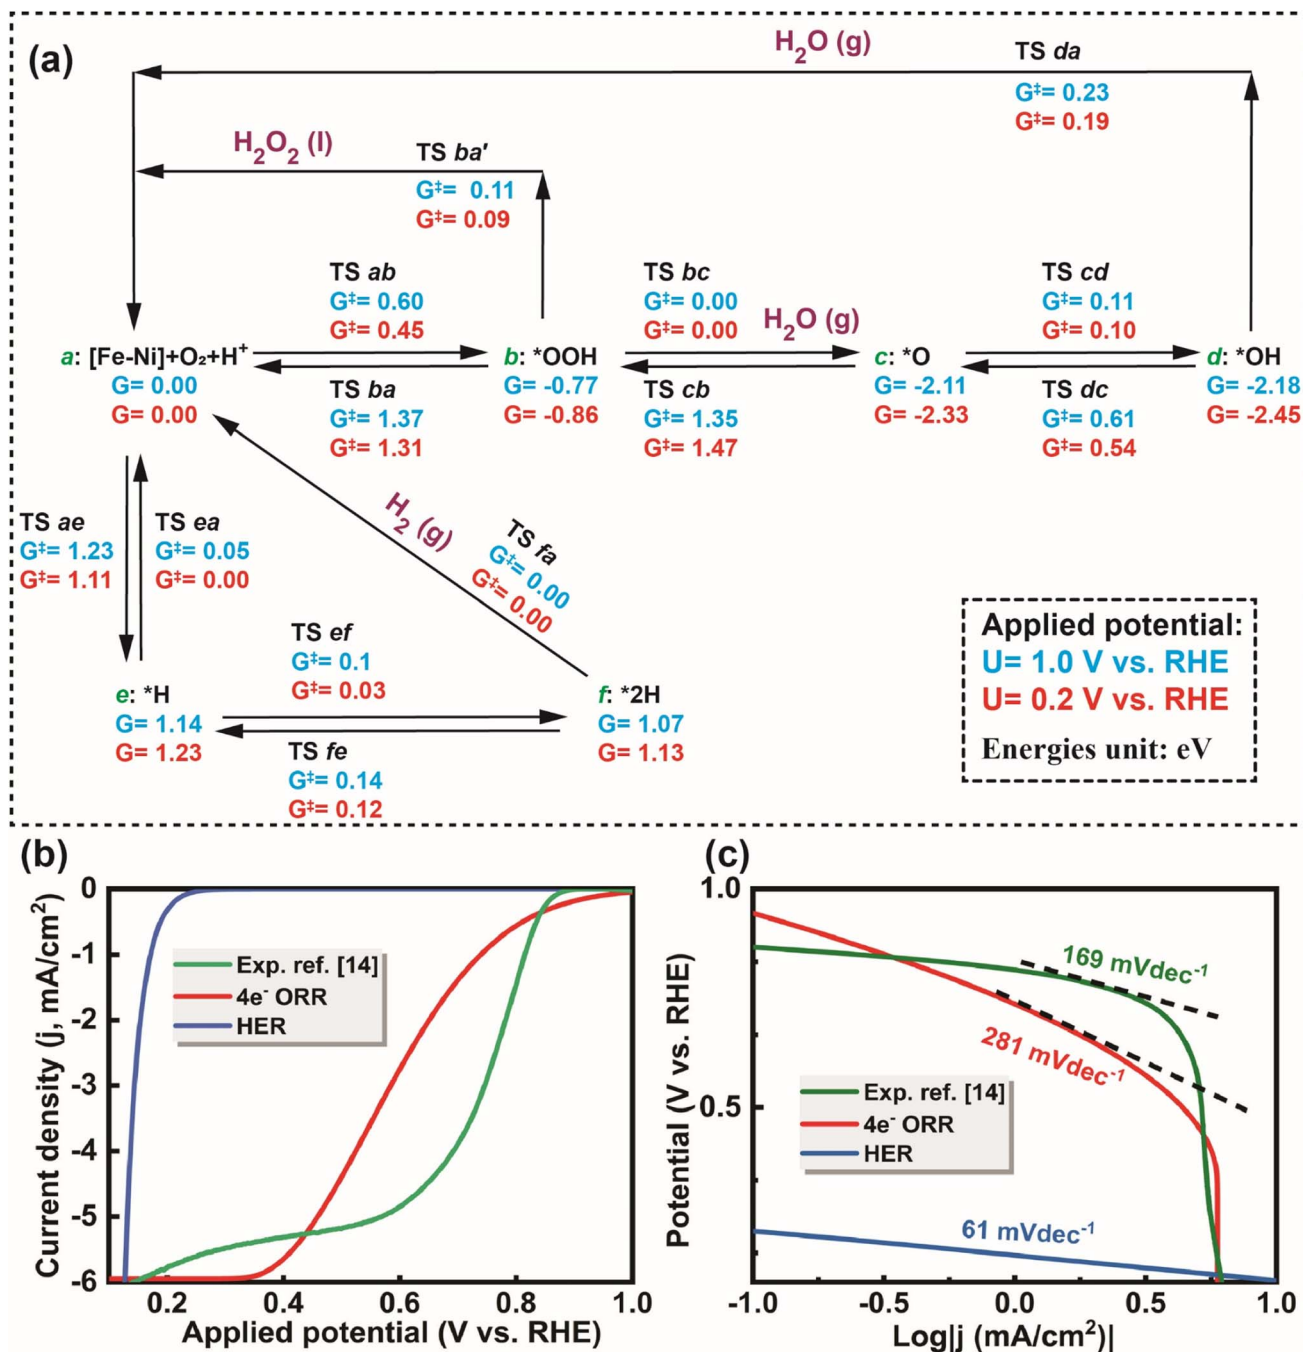 (a)
H₂O (g)
TS da
G‡= 0.23
G‡= 0.19
H₂O₂ (l)
TS ba'
G‡= 0.11
G‡= 0.09
TS ab
G‡= 0.60
G‡= 0.45
TS bc
G‡= 0.00
G‡= 0.00
H₂O (g)
TS cd
G‡= 0.11
G‡= 0.10
a: [Fe-Ni]+O₂+H⁺
G= 0.00
G= 0.00
b: *OOH
G= -0.77
G= -0.86
c: *O
G= -2.11
G= -2.33
d: *OH
G= -2.18
G= -2.45
TS ba
G‡= 1.37
G‡= 1.31
TS cb
G‡= 1.35
G‡= 1.47
TS dc
G‡= 0.61
G‡= 0.54
TS ae
G‡= 1.23
G‡= 1.11
TS ea
G‡= 0.05
G‡= 0.00
H₂ (g)
TS fa
G‡= 0.00
G‡= 0.00
TS ef
G‡= 0.1
G‡= 0.03
e: *H
G= 1.14
G= 1.23
f: *2H
G= 1.07
G= 1.13
TS fe
G‡= 0.14
G‡= 0.12
Applied potential:
U= 1.0 V vs. RHE
U= 0.2 V vs. RHE
Energies unit: eV
(b)
Current density (j, mA/cm²)
0
-1
-2
-3
-4
-5
-6
Exp. ref. [14]
4e⁻ ORR
HER
0.2
0.4
0.6
0.8
1.0
Applied potential (V vs. RHE)
(c)
Potential (V vs. RHE)
1.0
0.5
169 mVdec⁻¹
281 mVdec⁻¹
Exp. ref. [14]
4e⁻ ORR
HER
61 mVdec⁻¹
-1.0
-0.5
0.0
0.5
1.0
Log|j (mA/cm²)|